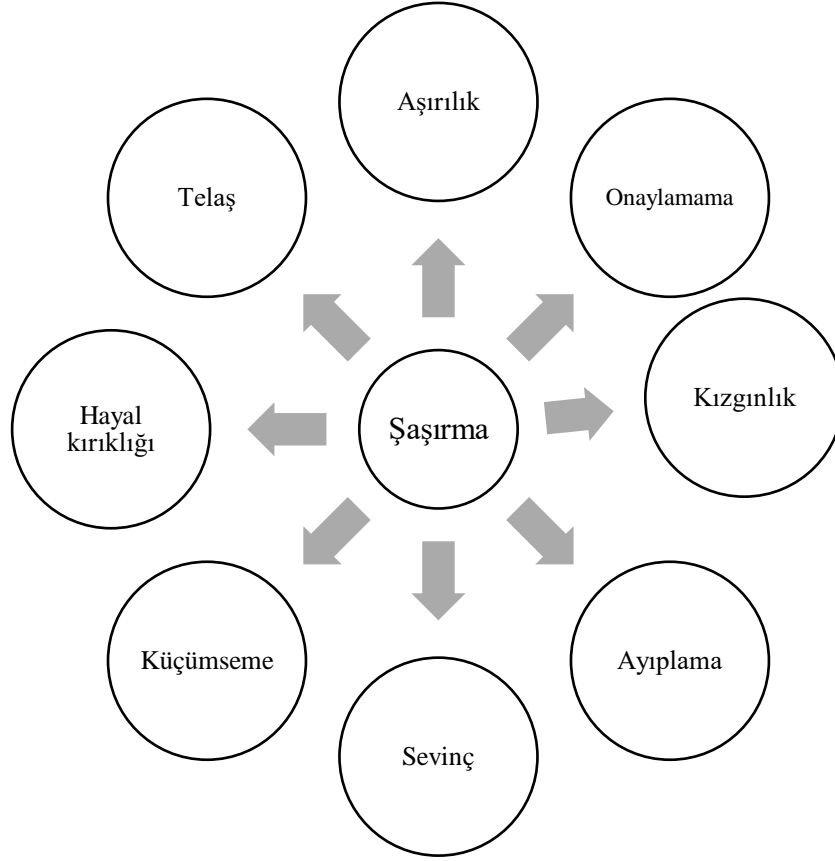 Aşırılık
Telaş
Onaylamama
Kızgınlık
Hayal
kırıklığı
Şaşırma
Küçümseme
Ayıplama
Sevinç